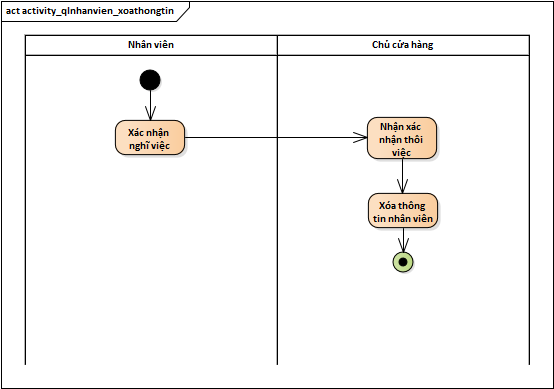 act activity_qlnhanvien_xoathongtin
Nhân viên
Chủ cửa hàng
Xác nhận
nghĩ việc
Nhận xác
nhận thôi
việc
Xóa thông
tin nhân viên